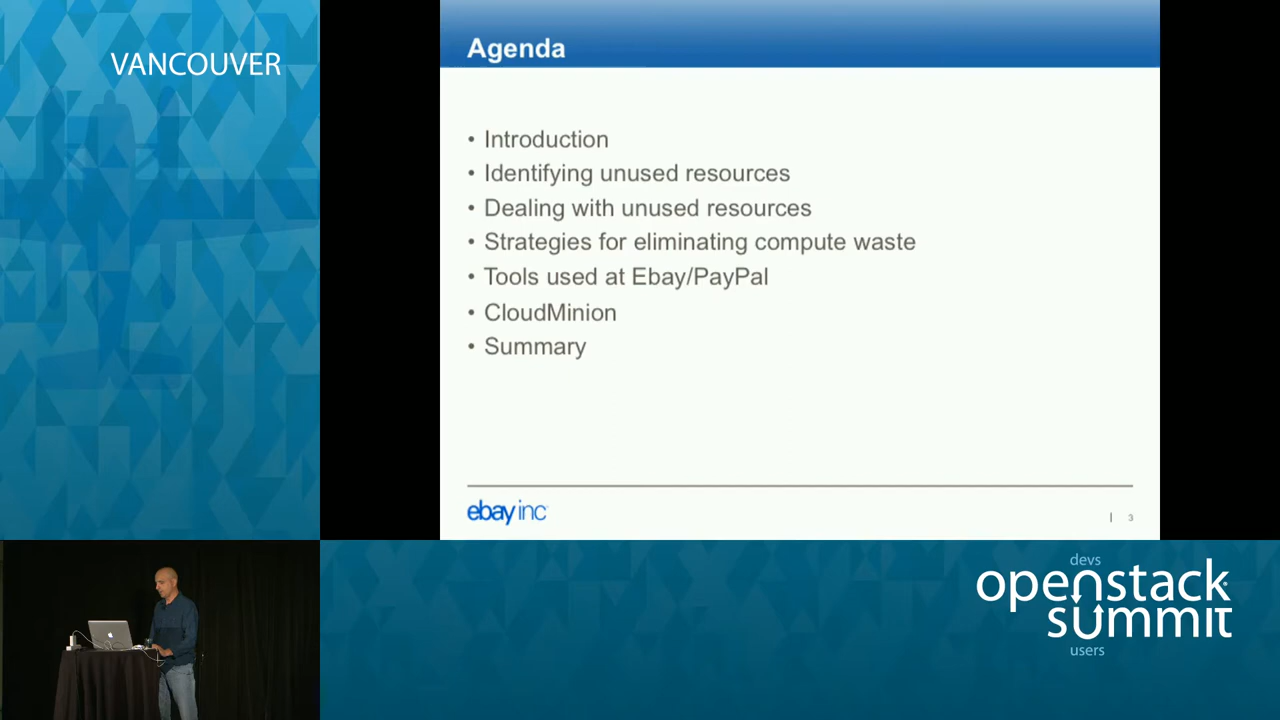 VANCOUVER
Agenda
• Introduction
• Identifying unused resources
• Dealing with unused resources
• Strategies for eliminating compute waste
• Tools used at Ebay/PayPal
• CloudMinion
• Summary
ebay inc
| 3
devs
openstack
summit
users